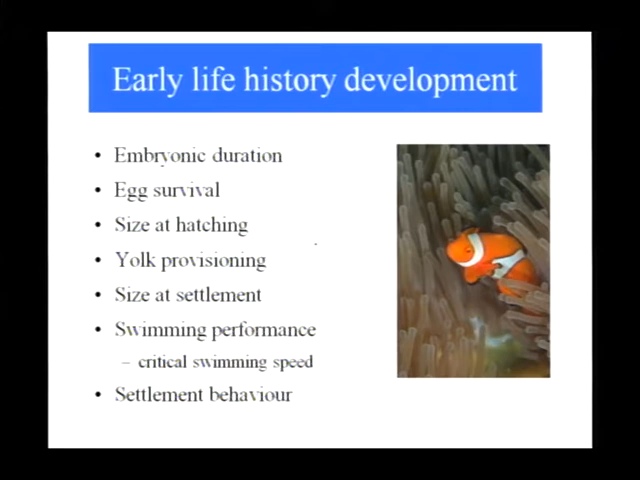 Early life history development
• Embryonic duration
• Egg survival
• Size at hatching
• Yolk provisioning
• Size at settlement
• Swimming performance
– critical swimming speed
• Settlement behaviour